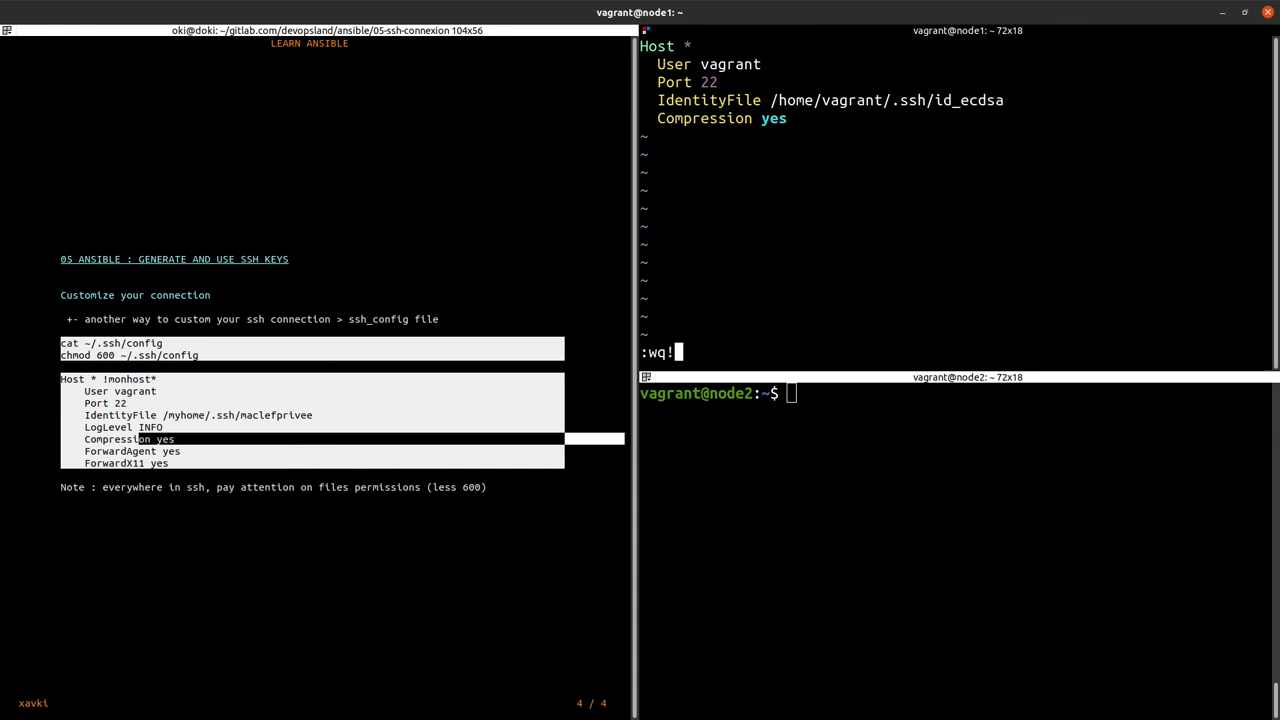 vagrant@node1: ~
oki@doki: ~/gitlab.com/devopsland/ansible/05-ssh-connexion 104x56
LEARN ANSIBLE
05 ANSIBLE : GENERATE AND USE SSH KEYS
Customize your connection
+- another way to custom your ssh connection > ssh_config file
cat ~/.ssh/config
chmod 600 ~/.ssh/config
Host * !monhost*
User vagrant
Port 22
IdentityFile /myhome/.ssh/maclefprivee
LogLevel INFO
Compression yes
ForwardAgent yes
ForwardX11 yes
Note : everywhere in ssh, pay attention on files permissions (less 600)
xavki
4 / 4
vagrant@node1: ~ 72x18
Host *
User vagrant
Port 22
IdentityFile /home/vagrant/.ssh/id_ecdsa
Compression yes
~
~
~
~
~
~
~
~
~
~
~
~
:wq!
vagrant@node2: ~ 72x18
vagrant@node2:~$